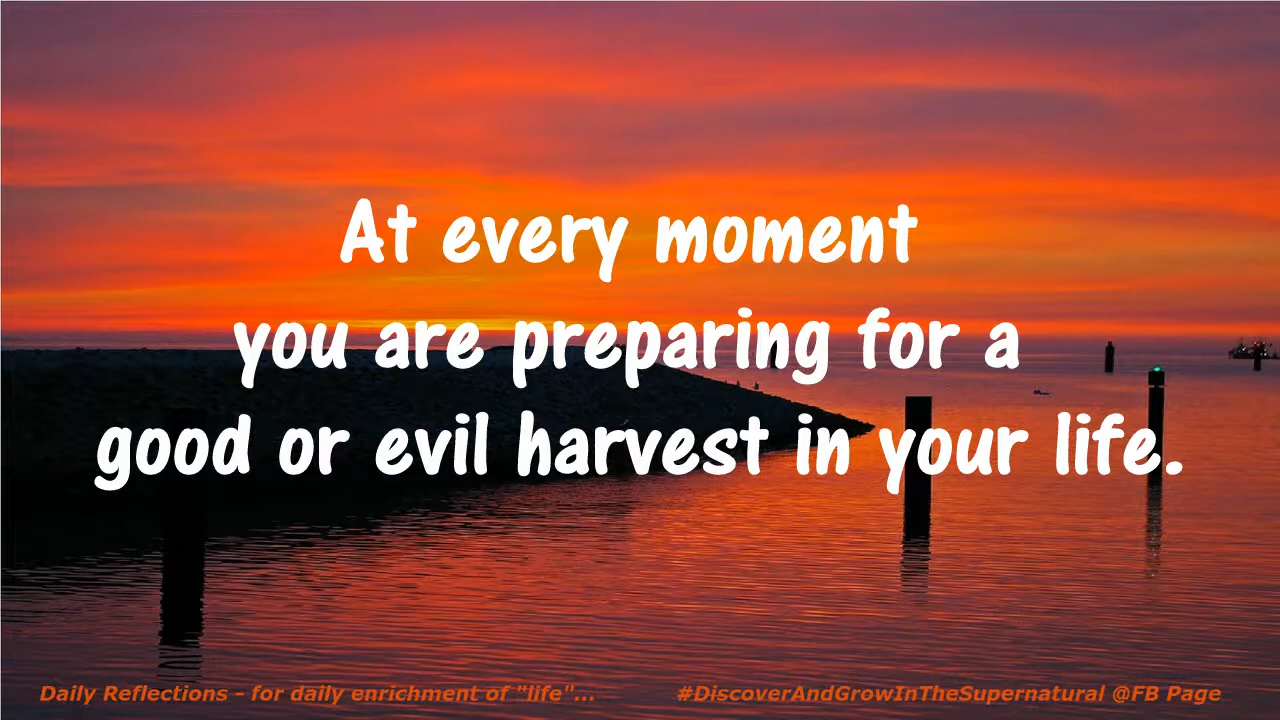 At every moment
you are preparing for a
good or evil harvest in your life.
Daily Reflections - for daily enrichment of "life"... #DiscoverAndGrowInTheSupernatural @FB Page